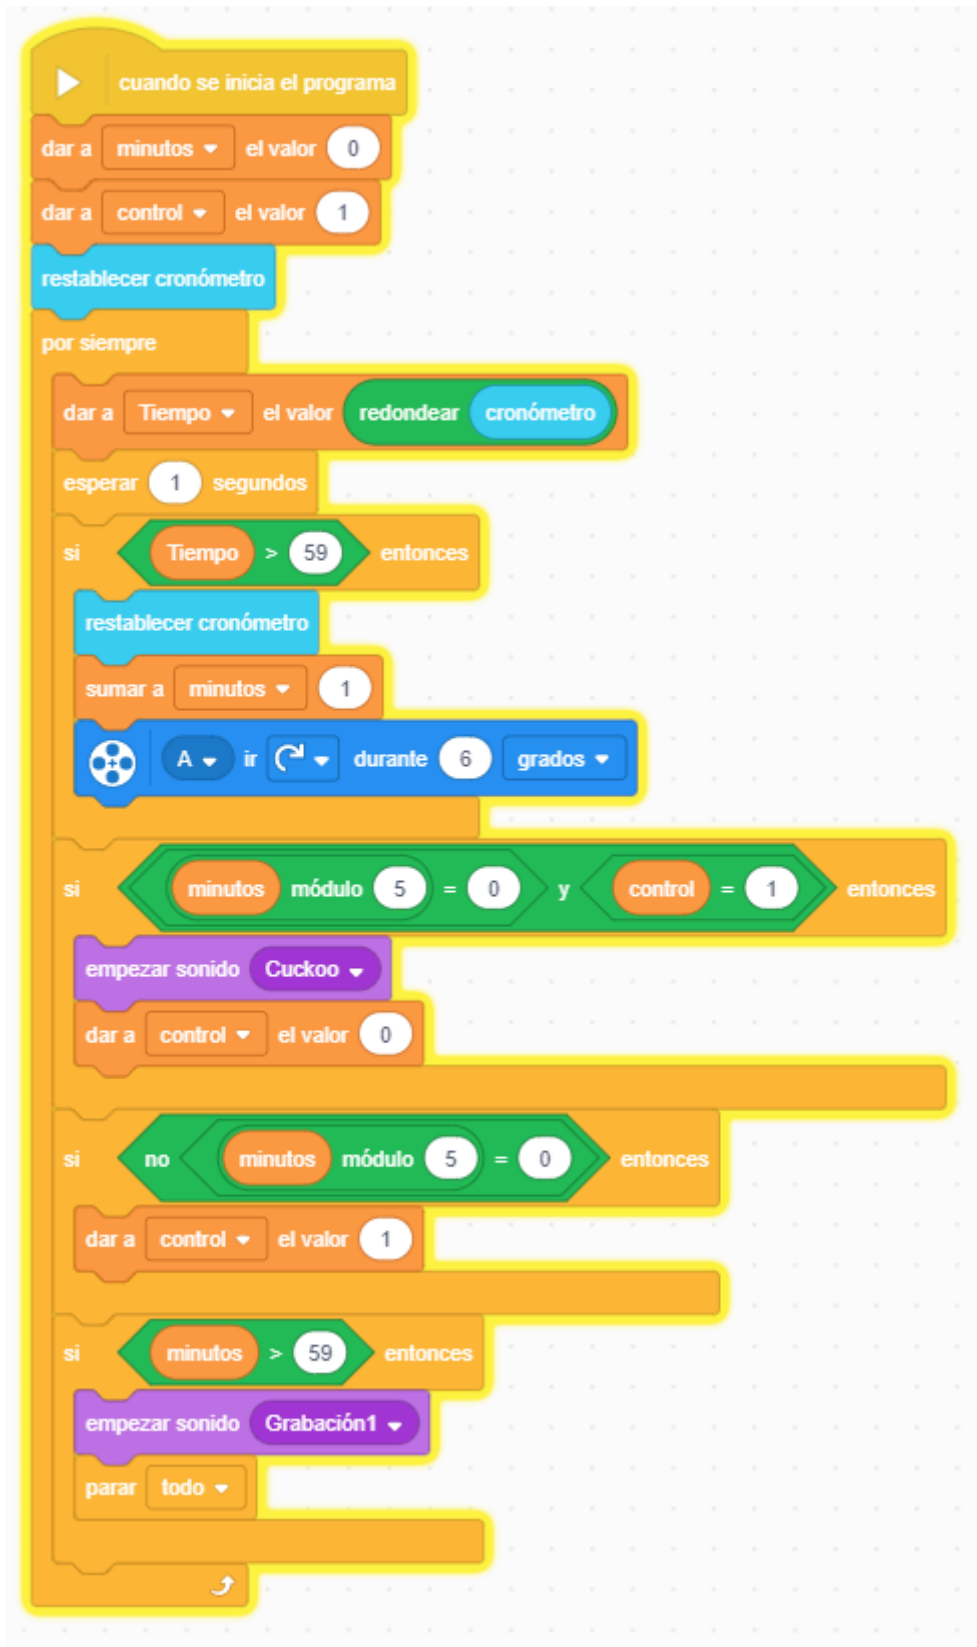 cuando se inicia el programa
dar a minutos el valor 0
dar a control el valor 1
restablecer cronómetro
por siempre
dar a Tiempo el valor redondear cronómetro
esperar 1 segundos
si Tiempo > 59 entonces
restablecer cronómetro
sumar a minutos 1
A ir durante 6 grados
si minutos módulo 5 = 0 y control = 1 entonces
empezar sonido Cuckoo
dar a control el valor 0
si no minutos módulo 5 = 0 entonces
dar a control el valor 1
si minutos > 59 entonces
empezar sonido Grabación1
parar todo